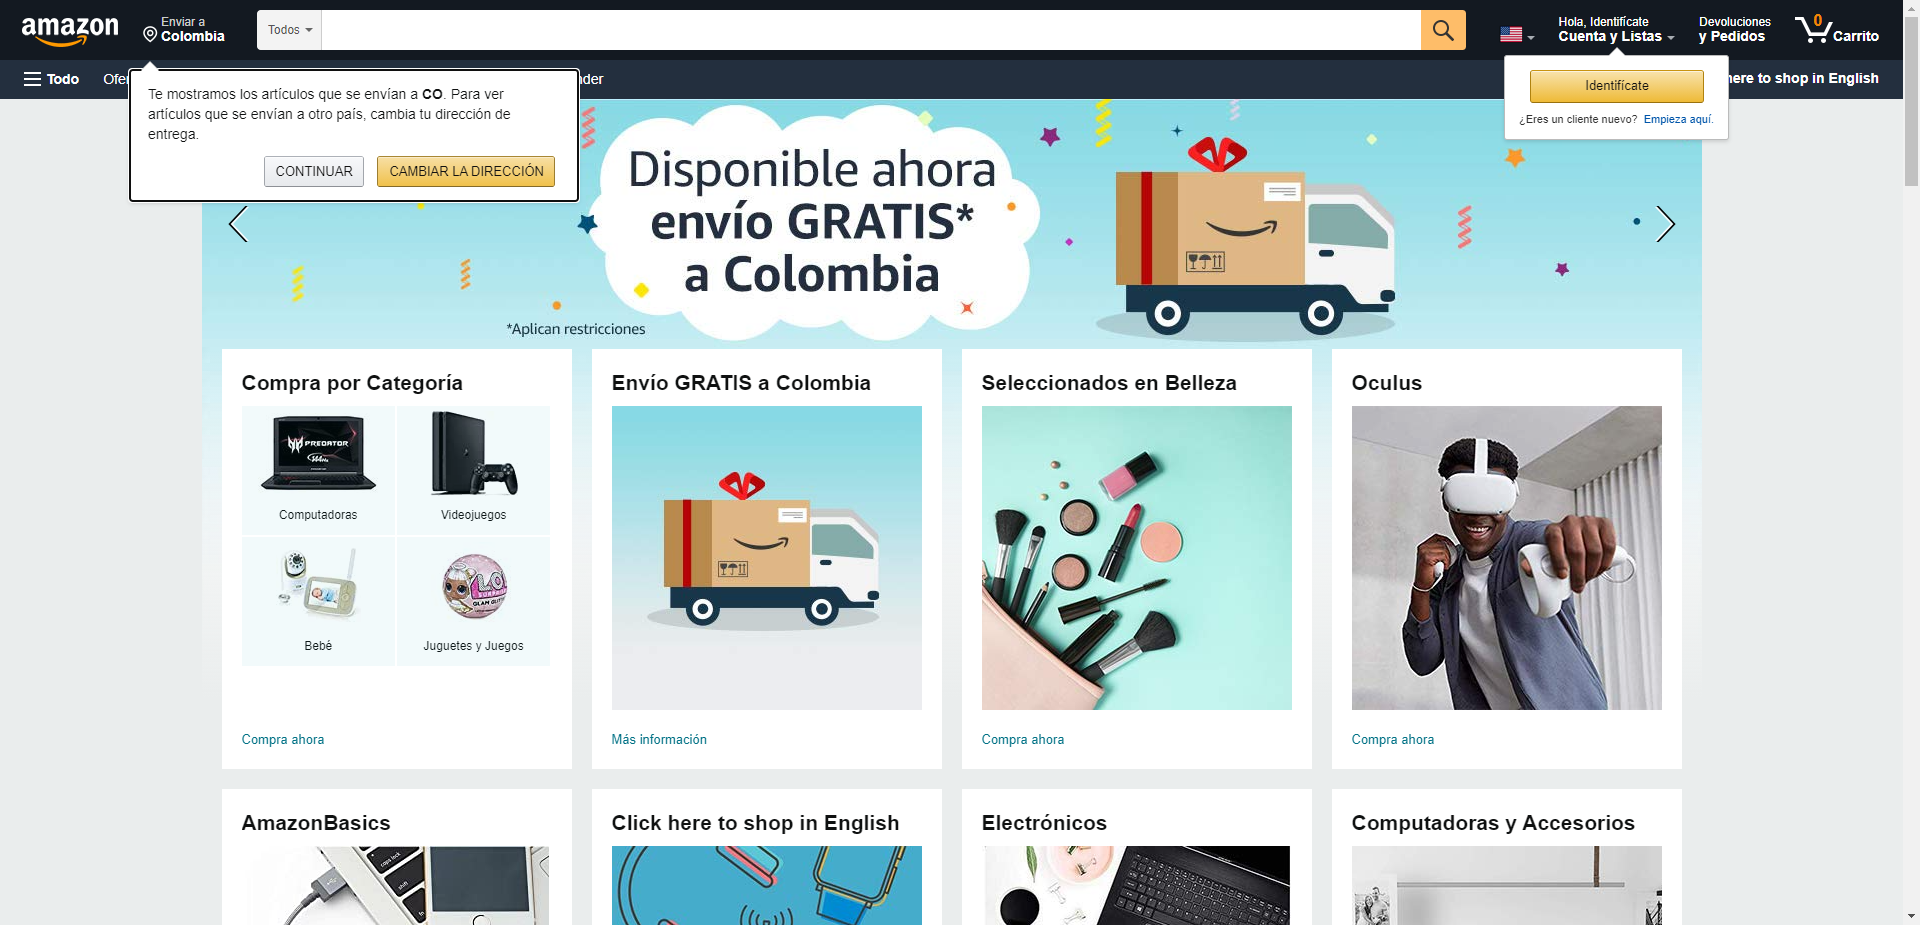 amazon
Enviar a
Colombia
Todos
Hola, Identifícate
Cuenta y Listas
Devoluciones
y Pedidos
0
Carrito
Todo
here to shop in English
Te mostramos los artículos que se envían a CO. Para ver
artículos que se envían a otro país, cambia tu dirección de
entrega.
CONTINUAR
CAMBIAR LA DIRECCIÓN
Identifícate
¿Eres un cliente nuevo? Empieza aquí.
Disponible ahora
envío GRATIS*
a Colombia
*Aplican restricciones
Compra por Categoría
PREDATOR
Computadoras
Videojuegos
Bebé
Juguetes y Juegos
Compra ahora
Envío GRATIS a Colombia
Más información
Seleccionados en Belleza
Compra ahora
Oculus
Compra ahora
AmazonBasics
caps lock
shift
Click here to shop in English
Electrónicos
Computadoras y Accesorios